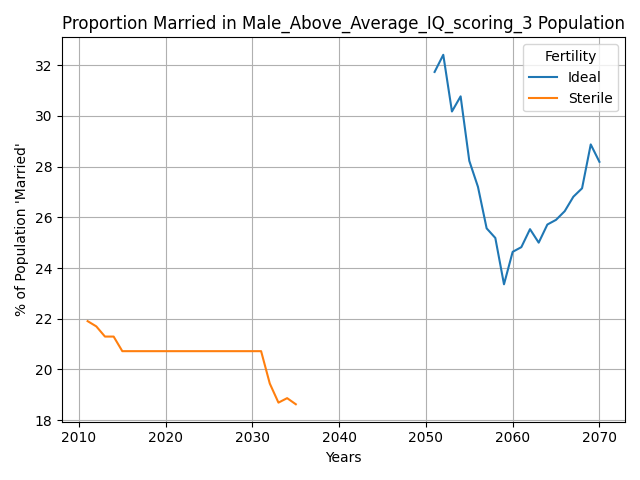 Proportion Married in Male_Above_Average_IQ_scoring_3 Population
% of Population 'Married'
32
30
28
26
24
22
20
18
Fertility
Ideal
Sterile
2010 2020 2030 2040 2050 2060 2070
Years